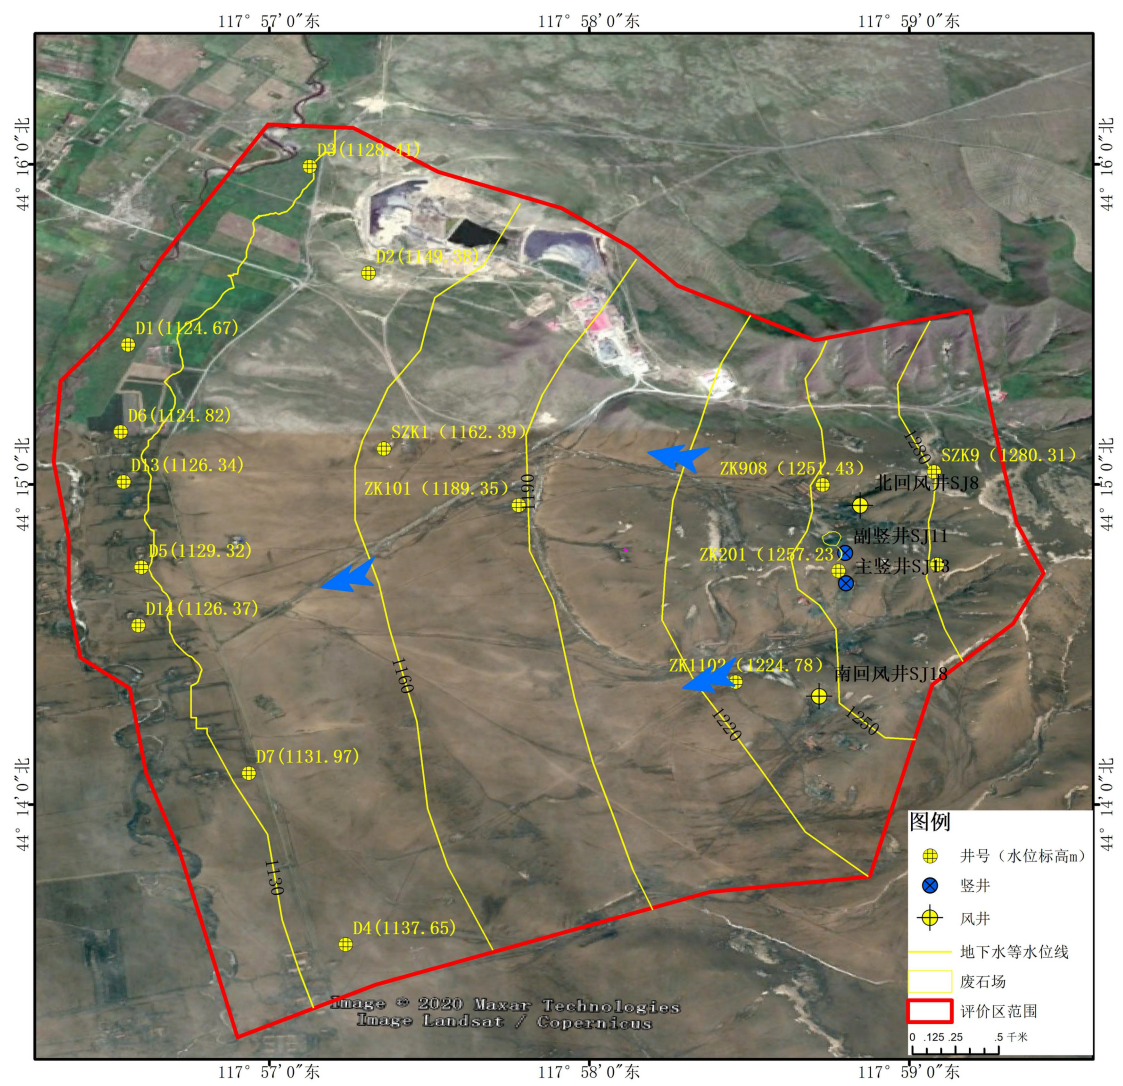 117° 57'0"东
117° 58'0"东
117° 59'0"东
44° 16'0"北
44° 16'0"北
D3(1128.41)
D2(1149.38)
D1(1124.67)
D6(1124.82)
SZK1（1162.39）
1280
SZK9（1280.31）
D13(1126.34)
ZK908（1251.43）
44° 15'0"北
44° 15'0"北
ZK101（1189.35）
1190
北回风井SJ8
副竖井SJ11
D5(1129.32)
ZK201（1257.23
主竖井SJ13
D14(1126.37)
ZK1102（1224.78）
南回风井SJ18
1160
1220
1250
D7(1131.97)
44° 14'0"北
44° 14'0"北
1130
D4(1137.65)
图例
井号（水位标高m）
竖井
风井
地下水等水位线
废石场
评价区范围
0 .125.25 .5千米
Image © 2020 Maxar Technologies
Image Landsat / Copernicus
117° 57'0"东
117° 58'0"东
117° 59'0"东